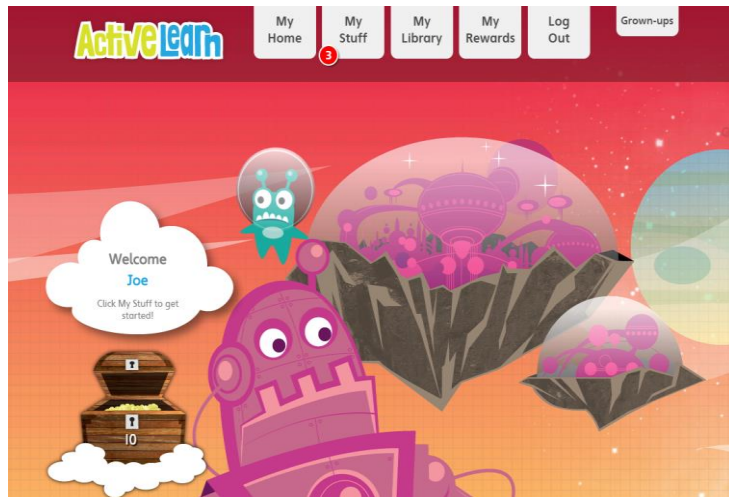 ActiveLearn
My
Home
My
Stuff
3
My
Library
My
Rewards
Log
Out
Grown-ups
Welcome
Joe
Click My Stuff to get
started!
10